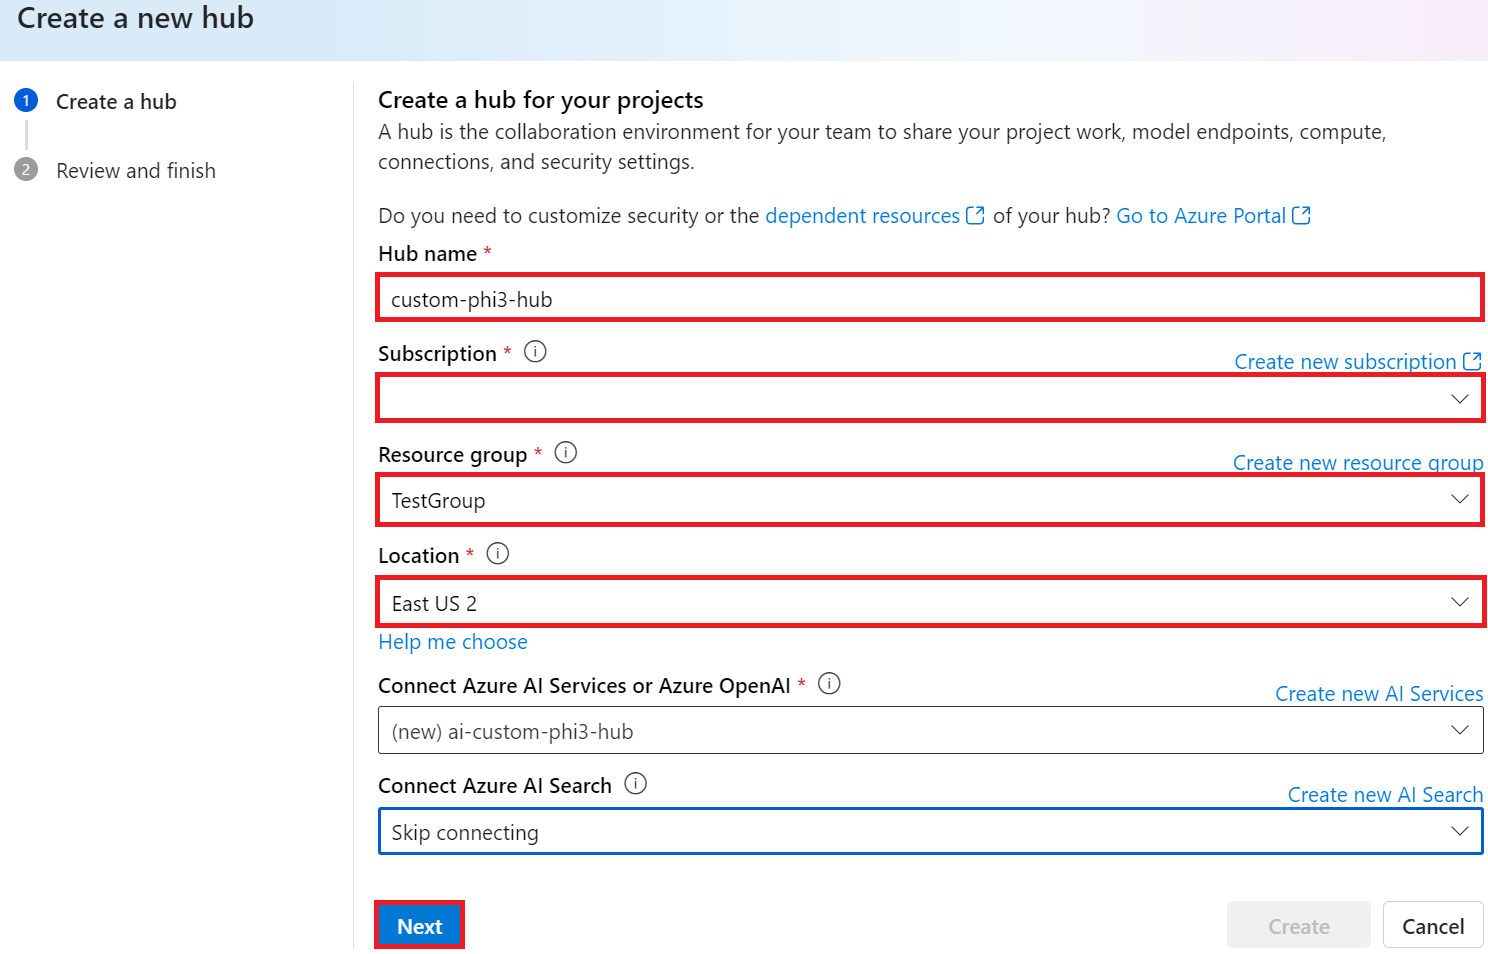 Create a new hub
1 Create a hub
2 Review and finish
Create a hub for your projects
A hub is the collaboration environment for your team to share your project work, model endpoints, compute,
connections, and security settings.
Do you need to customize security or the dependent resources of your hub? Go to Azure Portal
Hub name *
custom-phi3-hub
Subscription *
Create new subscription
Resource group *
Create new resource group
TestGroup
Location *
East US 2
Help me choose
Connect Azure AI Services or Azure OpenAI *
Create new AI Services
(new) ai-custom-phi3-hub
Connect Azure AI Search
Create new AI Search
Skip connecting
Next
Create
Cancel